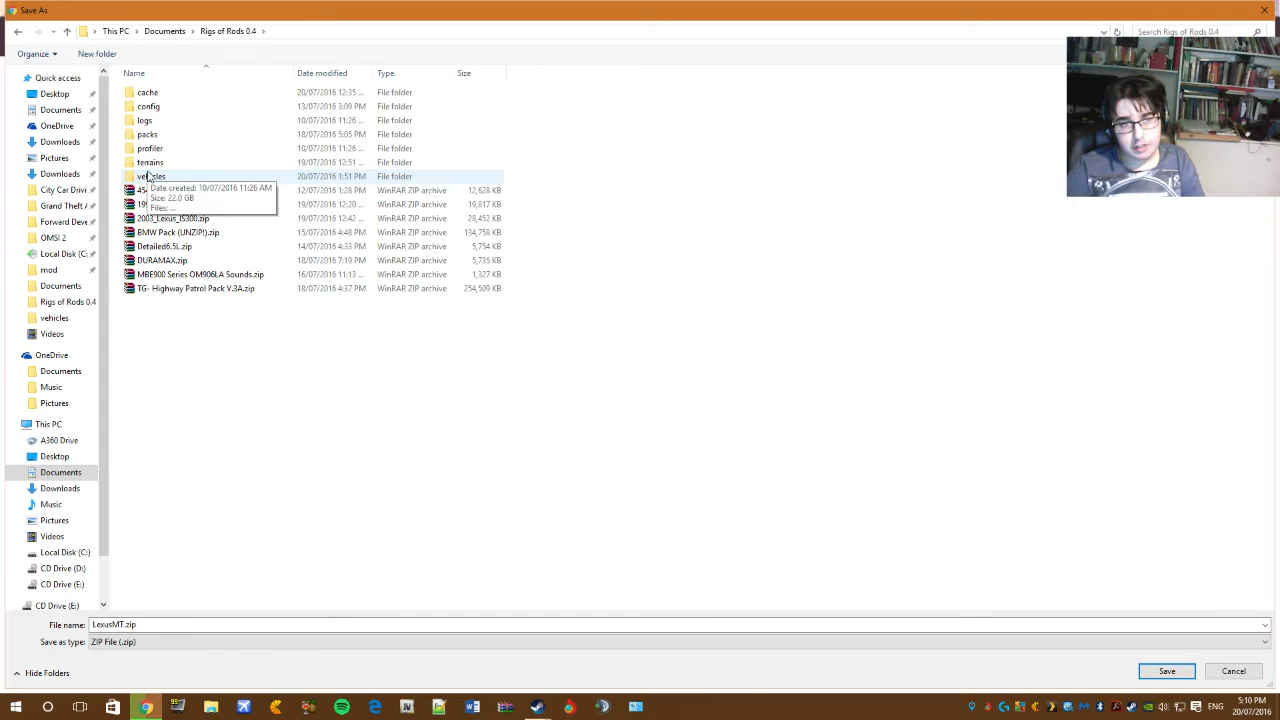 Save As
This PC > Documents > Rigs of Rods 0.4 >
Search Rigs of Rods 0.4
Organize
New folder
Name
Date modified
Type
Size
Quick access
Desktop
Documents
OneDrive
Downloads
Pictures
Downloads
City Car Drivi
Grand Theft A
Forward Deve
OMSI 2
Local Disk (C:
mod
Documents
Rigs of Rods 0.4
vehicles
Videos
OneDrive
Documents
Music
Pictures
This PC
A360 Drive
Desktop
Documents
Downloads
Music
Pictures
Videos
Local Disk (C:)
CD Drive (D:)
CD Drive (E:)
CD Drive (E:)
cache 20/07/2016 12:35 ... File folder
config 13/07/2016 3:09 PM File folder
logs 10/07/2016 11:26 ... File folder
packs 18/07/2016 5:05 PM File folder
profiler 10/07/2016 11:26 ... File folder
terrains 19/07/2016 12:51 ... File folder
vehicles 20/07/2016 1:51 PM File folder
12/07/2016 1:28 PM WinRAR ZIP archive 12,628 KB
19/07/2016 12:20 ... WinRAR ZIP archive 19,817 KB
2003_Lexus_IS300.zip 19/07/2016 12:42 ... WinRAR ZIP archive 28,452 KB
BMW Pack (UNZIP!).zip 15/07/2016 4:48 PM WinRAR ZIP archive 134,758 KB
Detailed6.5L.zip 14/07/2016 4:33 PM WinRAR ZIP archive 5,754 KB
DURAMAX.zip 18/07/2016 7:19 PM WinRAR ZIP archive 5,735 KB
MBE900 Series OM906LA Sounds.zip 16/07/2016 11:13 ... WinRAR ZIP archive 1,327 KB
TG- Highway Patrol Pack V.3A.zip 18/07/2016 4:37 PM WinRAR ZIP archive 254,509 KB
Date created: 10/07/2016 11:26 AM
Size: 22.0 GB
Files: ...
File name: LexusMT.zip
Save as type: ZIP File (.zip)
Hide Folders
Save
Cancel
ENG
5:10 PM
20/07/2016